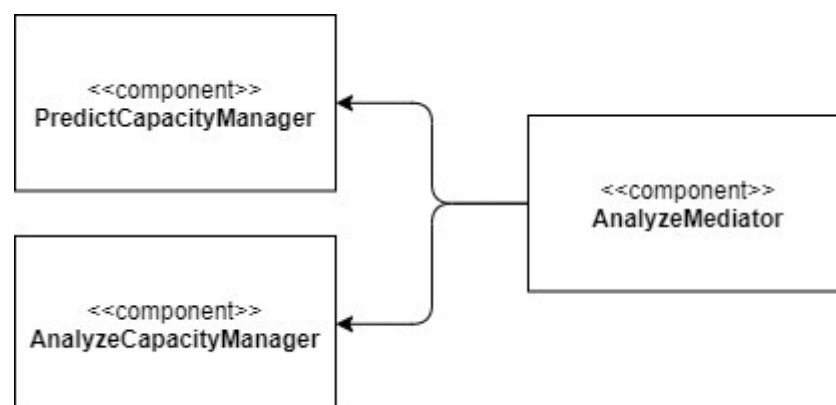 <<component>>
PredictCapacityManager
<<component>>
AnalyzeMediator
<<component>>
AnalyzeCapacityManager